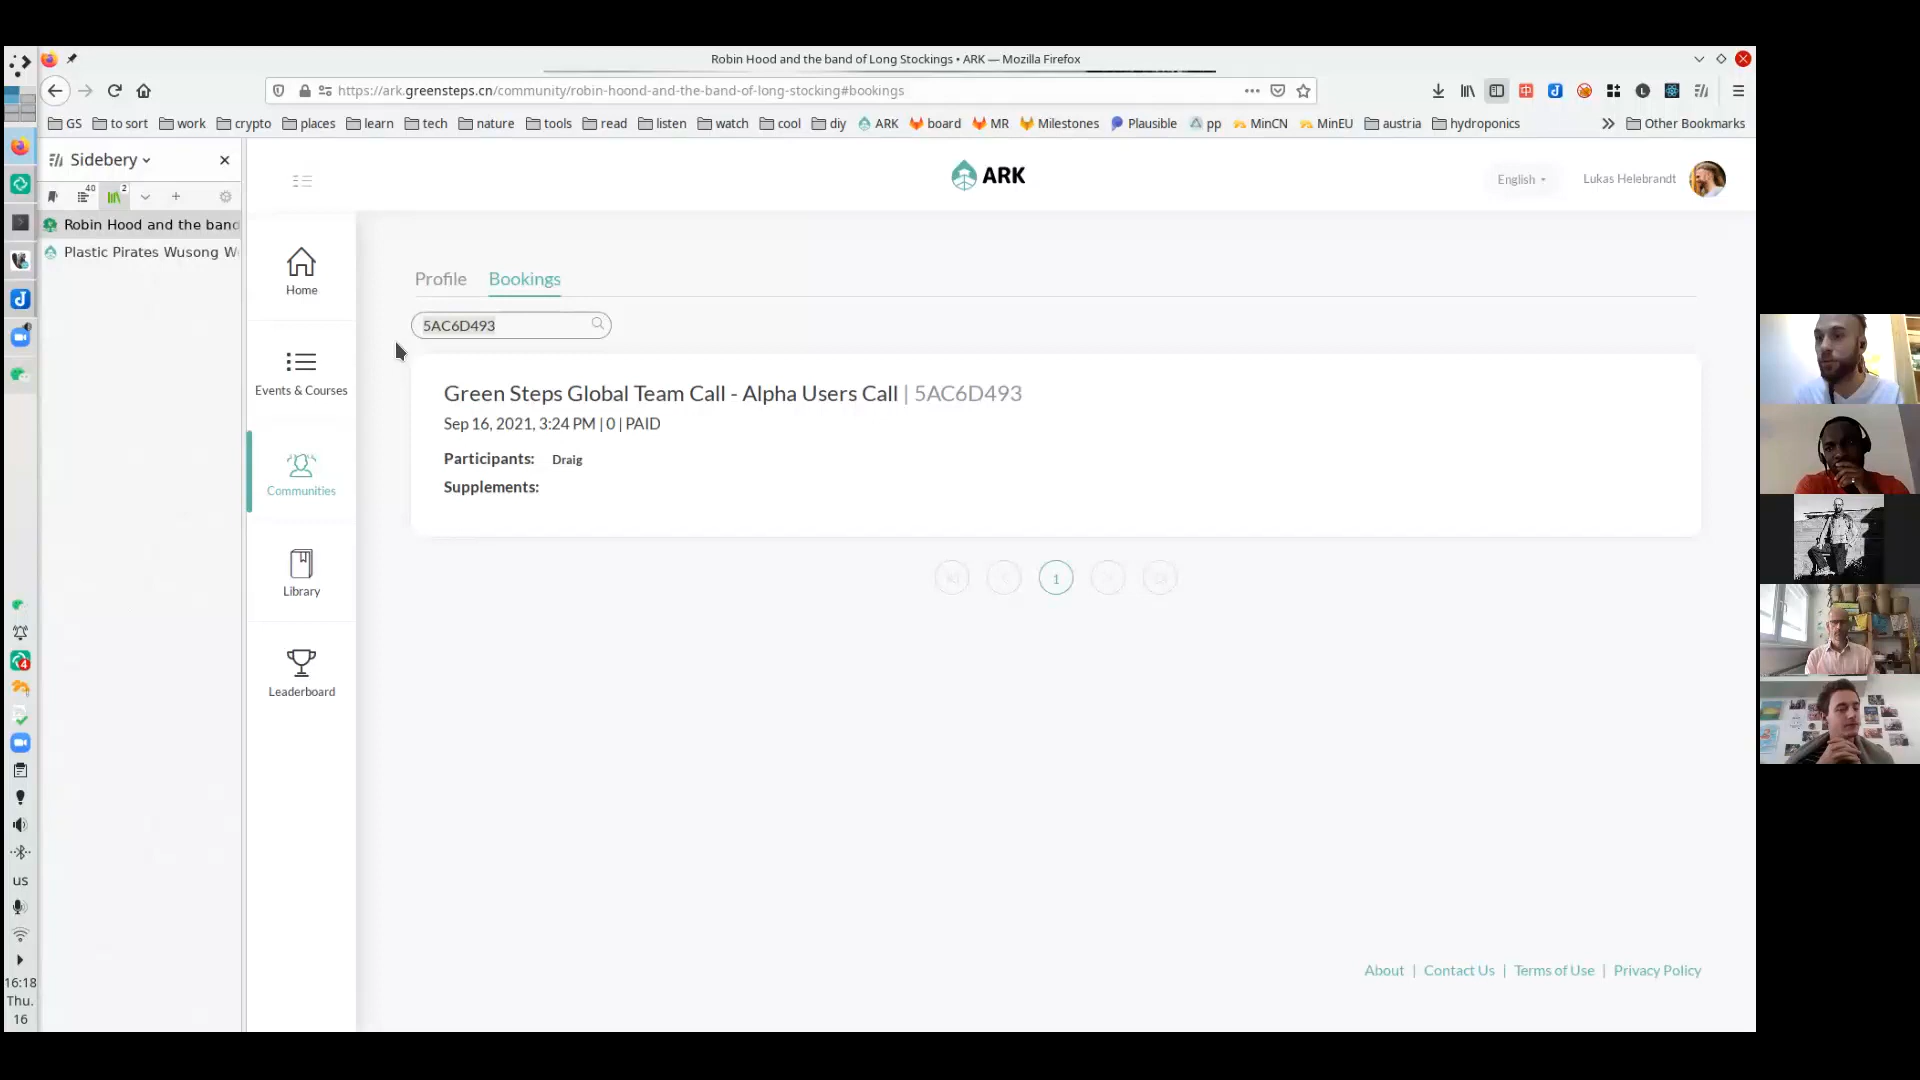 Robin Hood and the band of Long Stockings • ARK — Mozilla Firefox
https://ark.greensteps.cn/community/robin-hoond-and-the-band-of-long-stocking#bookings
GS to sort work crypto places learn tech nature tools read listen watch cool diy ARK board MR Milestones Plausible pp MinCN MinEU austria hydroponics Other Bookmarks
Sidebery
40 2
Robin Hood and the band
Plastic Pirates Wusong W
ARK
English
Lukas Helebrandt
Home
Events & Courses
Communities
Library
Leaderboard
Profile Bookings
5AC6D493
Green Steps Global Team Call - Alpha Users Call | 5AC6D493
Sep 16, 2021, 3:24 PM | 0 | PAID
Participants: Draig
Supplements:
1
About | Contact Us | Terms of Use | Privacy Policy
4
us
16:18
Thu.
16